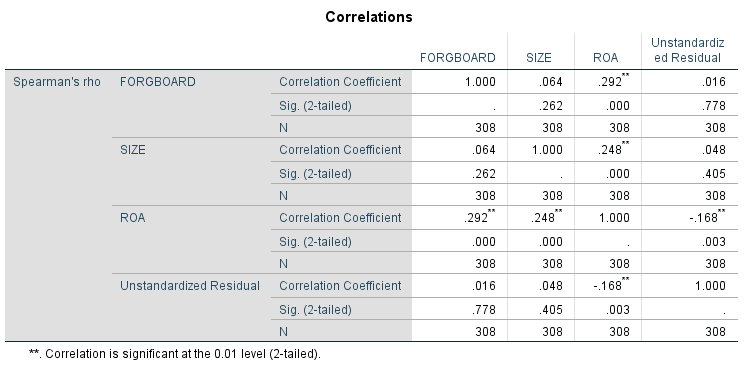 Correlations
FORGBOARD SIZE ROA Unstandardiz
ed Residual
Spearman's rho FORGBOARD Correlation Coefficient 1.000 .064 .292** .016
Sig. (2-tailed) . .262 .000 .778
N 308 308 308 308
SIZE Correlation Coefficient .064 1.000 .248** .048
Sig. (2-tailed) .262 . .000 .405
N 308 308 308 308
ROA Correlation Coefficient .292** .248** 1.000 -.168**
Sig. (2-tailed) .000 .000 . .003
N 308 308 308 308
Unstandardized Residual Correlation Coefficient .016 .048 -.168** 1.000
Sig. (2-tailed) .778 .405 .003 .
N 308 308 308 308
**. Correlation is significant at the 0.01 level (2-tailed).